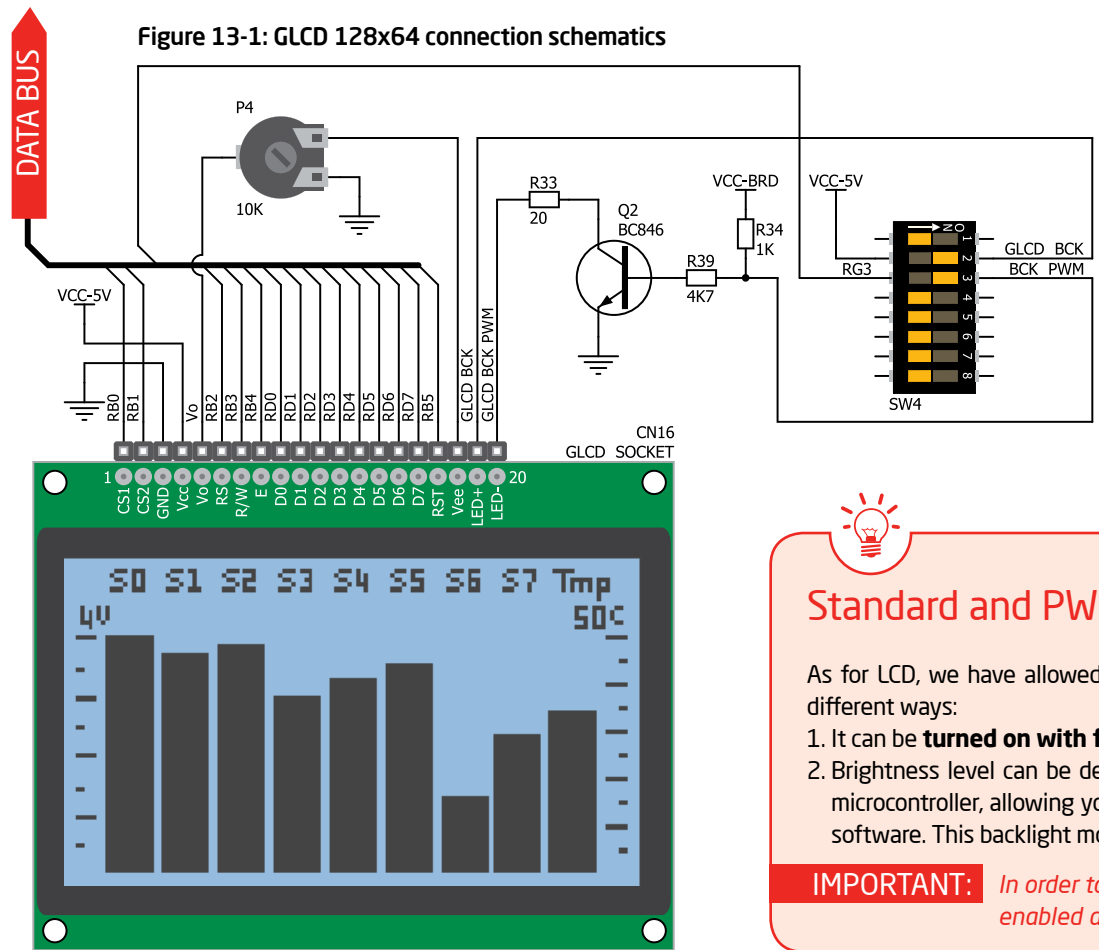 Figure 13-1: GLCD 128x64 connection schematics
DATA BUS
P4
10K
VCC-5V
R33
20
Q2
BC846
VCC-BRD
R34
1K
R39
4K7
VCC-5V
RG3
O N
1
2
3
4
5
6
7
8
SW4
GLCD BCK
BCK PWM
RB0
RB1
Vo
RB2
RB3
RB4
RD0
RD1
RD2
RD3
RD4
RD5
RD6
RD7
RB5
GLCD BCK
GLCD BCK PWM
CN16
GLCD SOCKET
1
20
CS1
CS2
GND
Vcc
Vo
RS
R/W
E
D0
D1
D2
D3
D4
D5
D6
D7
RST
Vee
LED+
LED-
S0 S1 S2 S3 S4 S5 S6 S7 Tmp
4V 50C
Standard and PW
As for LCD, we have allowed
different ways:
1. It can be turned on with f
2. Brightness level can be de
microcontroller, allowing yo
software. This backlight mo
IMPORTANT: In order to
enabled a